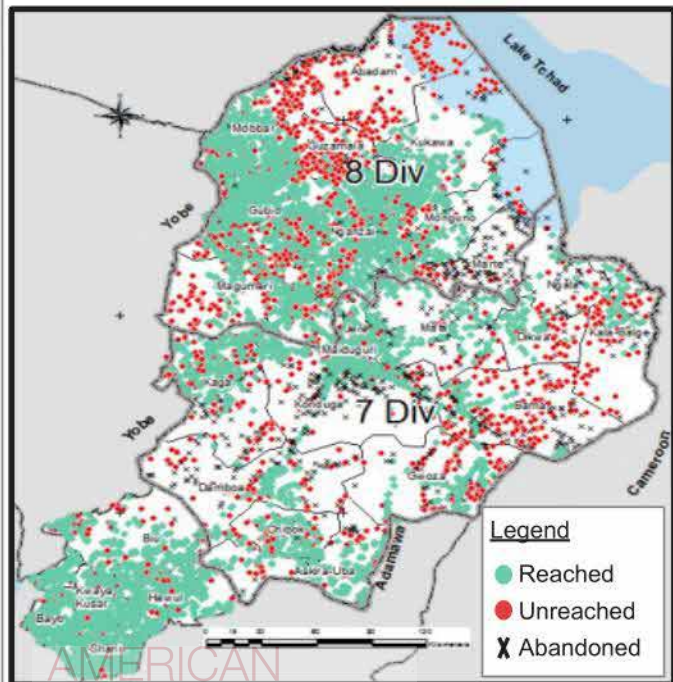 Lake Tchad
Abadam
Mobbar
Kukawa
Guzamala
8 Div
Gubio
Nganzai
Monguno
Yobe
Marte
Magumeri
Ngala
Mafa
Kala-Balge
Dikwa
Maiduguri
Kaga
Konduga
7 Div
Bama
Yobe
Cameroon
Gwoza
Damboa
Chibok
Biu
Askira-Uba
Adamawa
Kwaya
Kusar
Hawul
Bayo
Shani
Legend
Reached
Unreached
Abandoned
AMERICAN